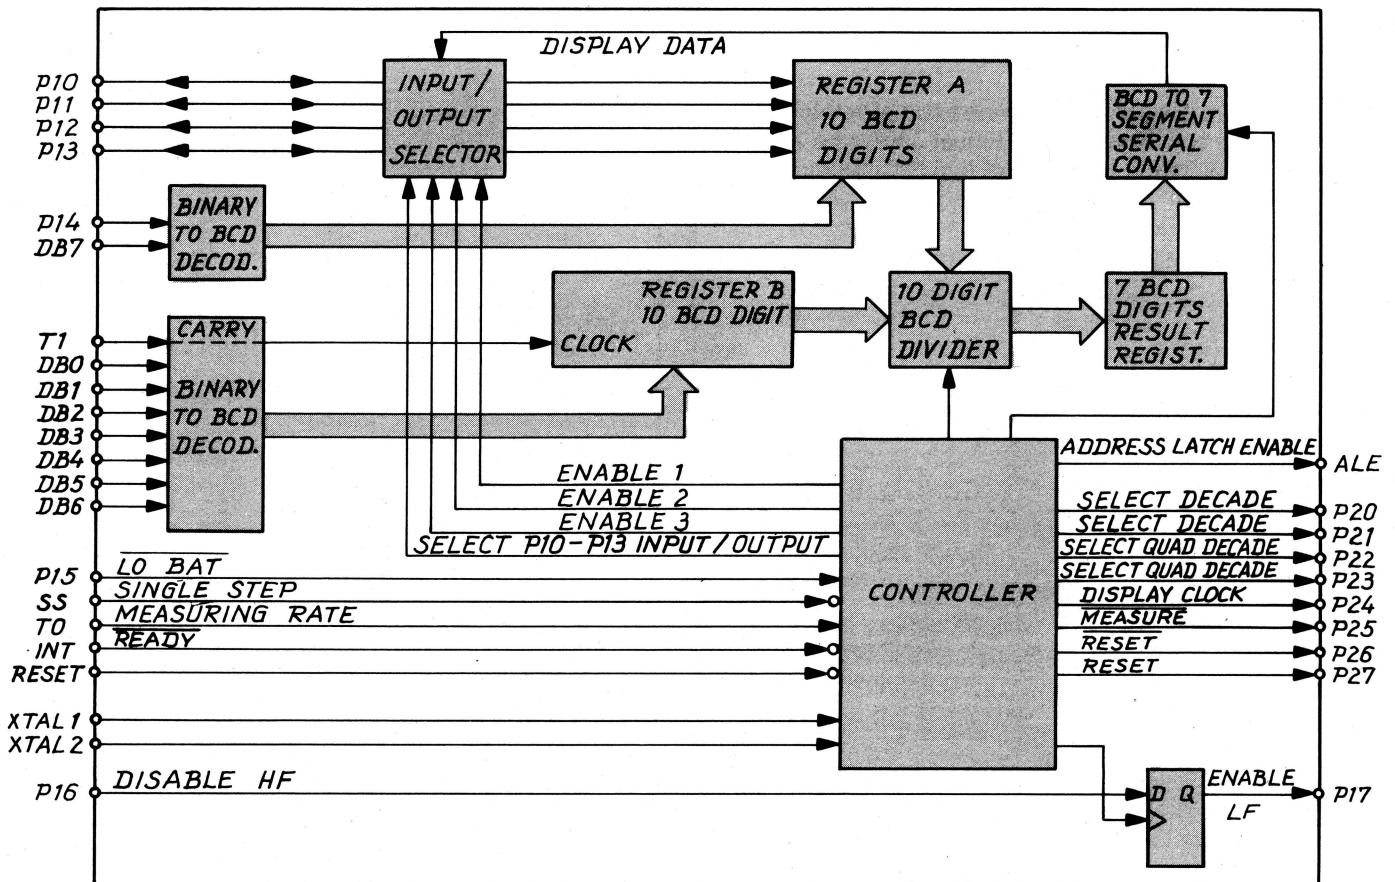 DISPLAY DATA
P10
P11
P12
P13
INPUT/
OUTPUT
SELECTOR
REGISTER A
10 BCD
DIGITS
BCD TO 7
SEGMENT
SERIAL
CONV.
P14
DB7
BINARY
TO BCD
DECOD.
REGISTER B
10 BCD DIGIT
CLOCK
10 DIGIT
BCD
DIVIDER
7 BCD
DIGITS
RESULT
REGIST.
T1
DB0
DB1
DB2
DB3
DB4
DB5
DB6
CARRY
BINARY
TO BCD
DECOD.
ENABLE 1
ENABLE 2
ENABLE 3
SELECT P10-P13 INPUT/OUTPUT
P15
SS
TO
INT
RESET
XTAL1
XTAL2
P16
LO BAT
SINGLE STEP
MEASURING RATE
READY
DISABLE HF
CONTROLLER
ADDRESS LATCH ENABLE
SELECT DECADE
SELECT DECADE
SELECT QUAD DECADE
SELECT QUAD DECADE
DISPLAY CLOCK
MEASURE
RESET
RESET
ALE
P20
P21
P22
P23
P24
P25
P26
P27
D Q
ENABLE
LF
P17